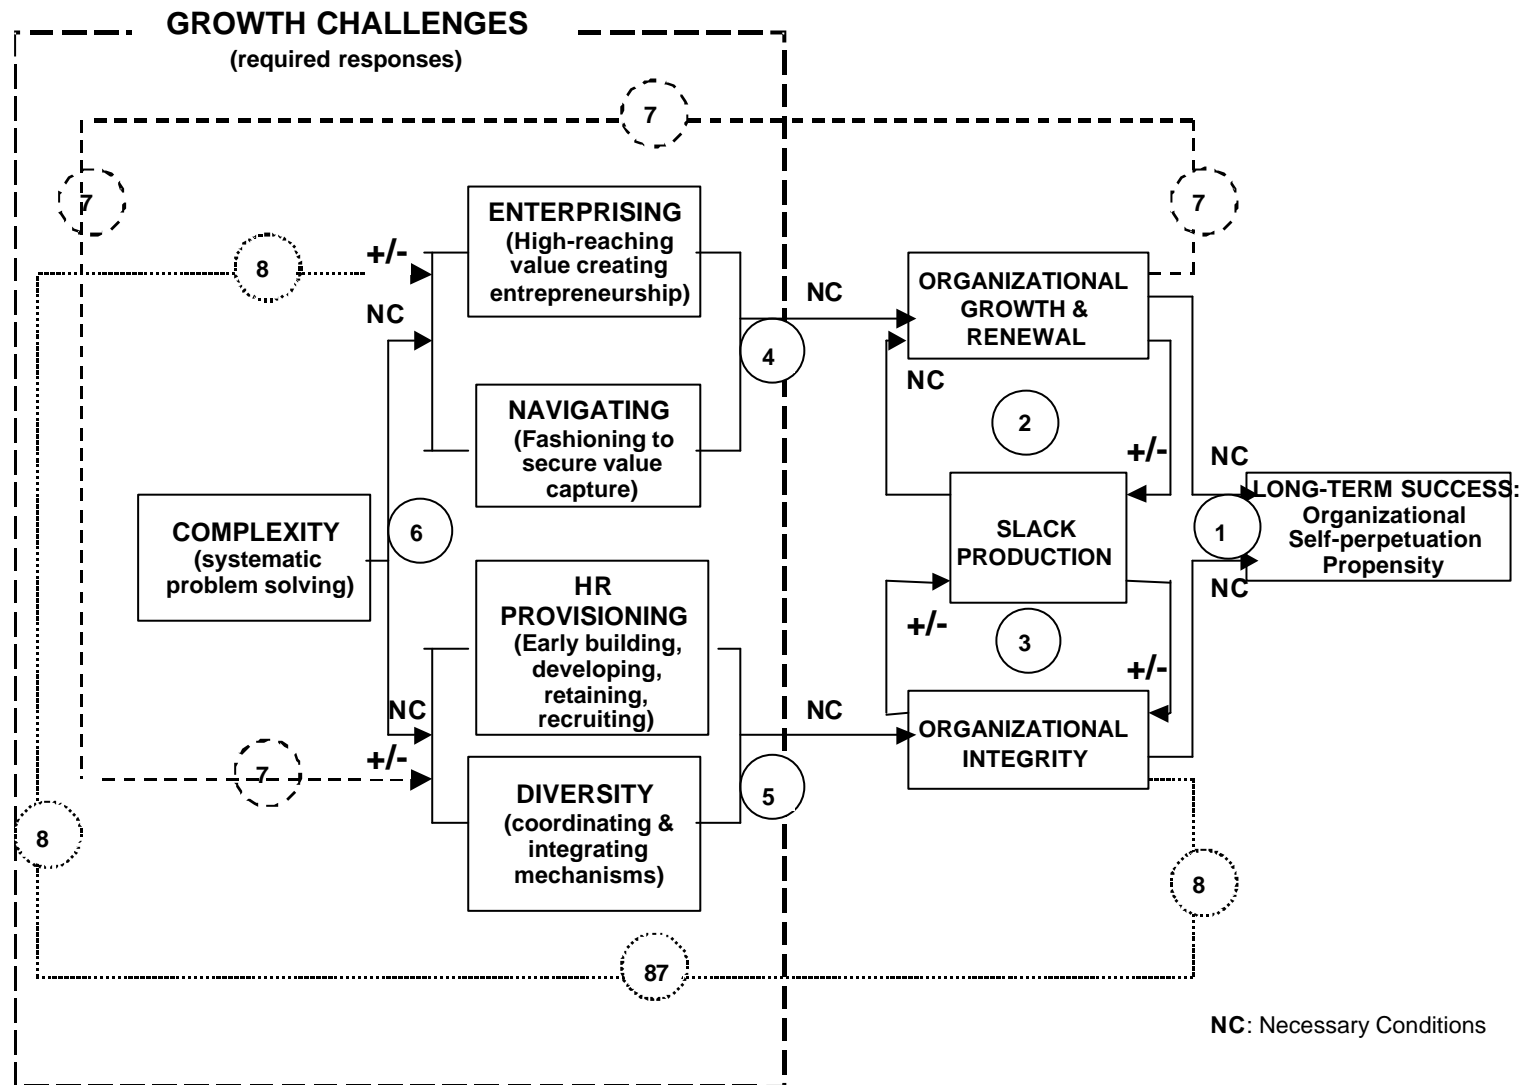 GROWTH CHALLENGES
(required responses)
7
7
7
ENTERPRISING
(High-reaching
value creating
entrepreneurship)
+/-
8
NC
NC
4
ORGANIZATIONAL
GROWTH &
RENEWAL
NC
NAVIGATING
(Fashioning to
secure value
capture)
2
+/-
NC
COMPLEXITY
(systematic
problem solving)
6
SLACK
PRODUCTION
1
LONG-TERM SUCCESS:
Organizational
Self-perpetuation
Propensity
NC
HR
PROVISIONING
(Early building,
developing,
retaining,
recruiting)
+/-
3
+/-
NC
NC
ORGANIZATIONAL
INTEGRITY
+/-
7
DIVERSITY
(coordinating &
integrating
mechanisms)
5
8
8
87
NC: Necessary Conditions